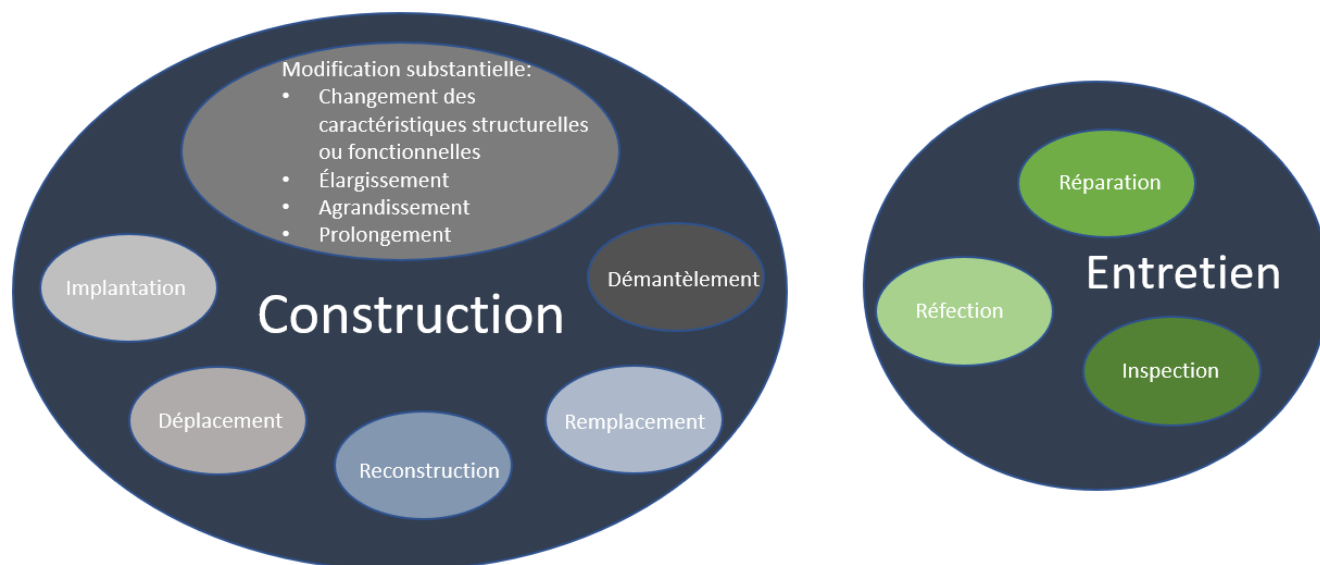 Modification substantielle:
• Changement des
caractéristiques structurelles
ou fonctionnelles
• Élargissement
• Agrandissement
• Prolongement
Implantation
Démantèlement
Construction
Déplacement
Remplacement
Reconstruction
Réparation
Entretien
Réfection
Inspection